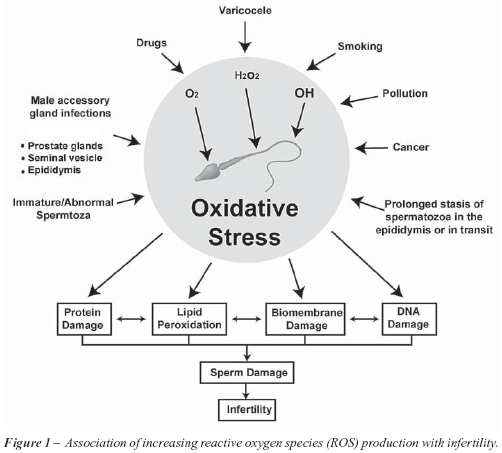 Varicocele
Drugs
Smoking
H2O2
O2
OH
Pollution
Male accessory
gland infections
• Prostate glands
• Seminal vesicle
• Epididymis
Cancer
Immature/Abnormal
Spermtoza
Prolonged stasis of
spermatozoa in the
epididymis or in transit
Oxidative
Stress
Protein
Damage
Lipid
Peroxidation
Biomembrane
Damage
DNA
Damage
Sperm Damage
Infertility
Figure 1 – Association of increasing reactive oxygen species (ROS) production with infertility.